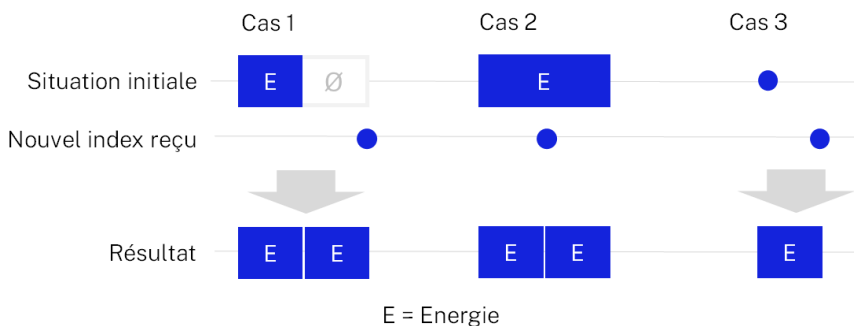 Cas 1 Cas 2 Cas 3
Situation initiale E Ø E
Nouvel index reçu
Résultat E E E E E
E = Energie